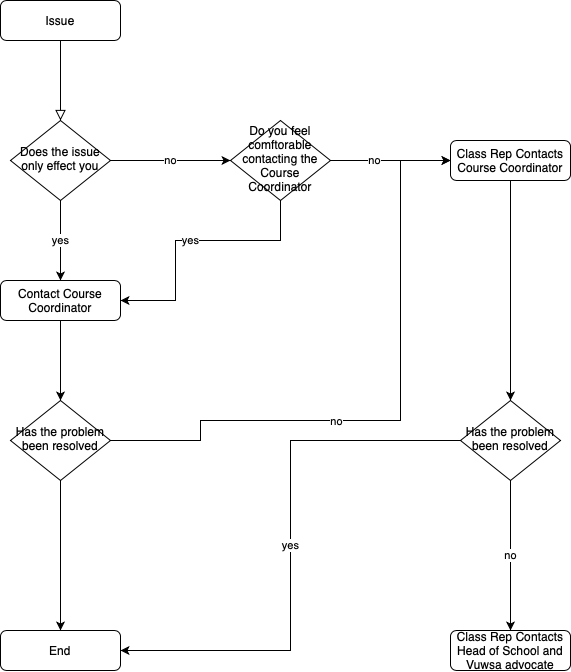 Issue
Does the issue
only effect you
no
Do you feel
comftorable
contacting the
Course
Coordinator
no
Class Rep Contacts
Course Coordinator
yes
yes
Contact Course
Coordinator
Has the problem
been resolved
no
Has the problem
been resolved
yes
no
End
Class Rep Contacts
Head of School and
Vuwsa advocate